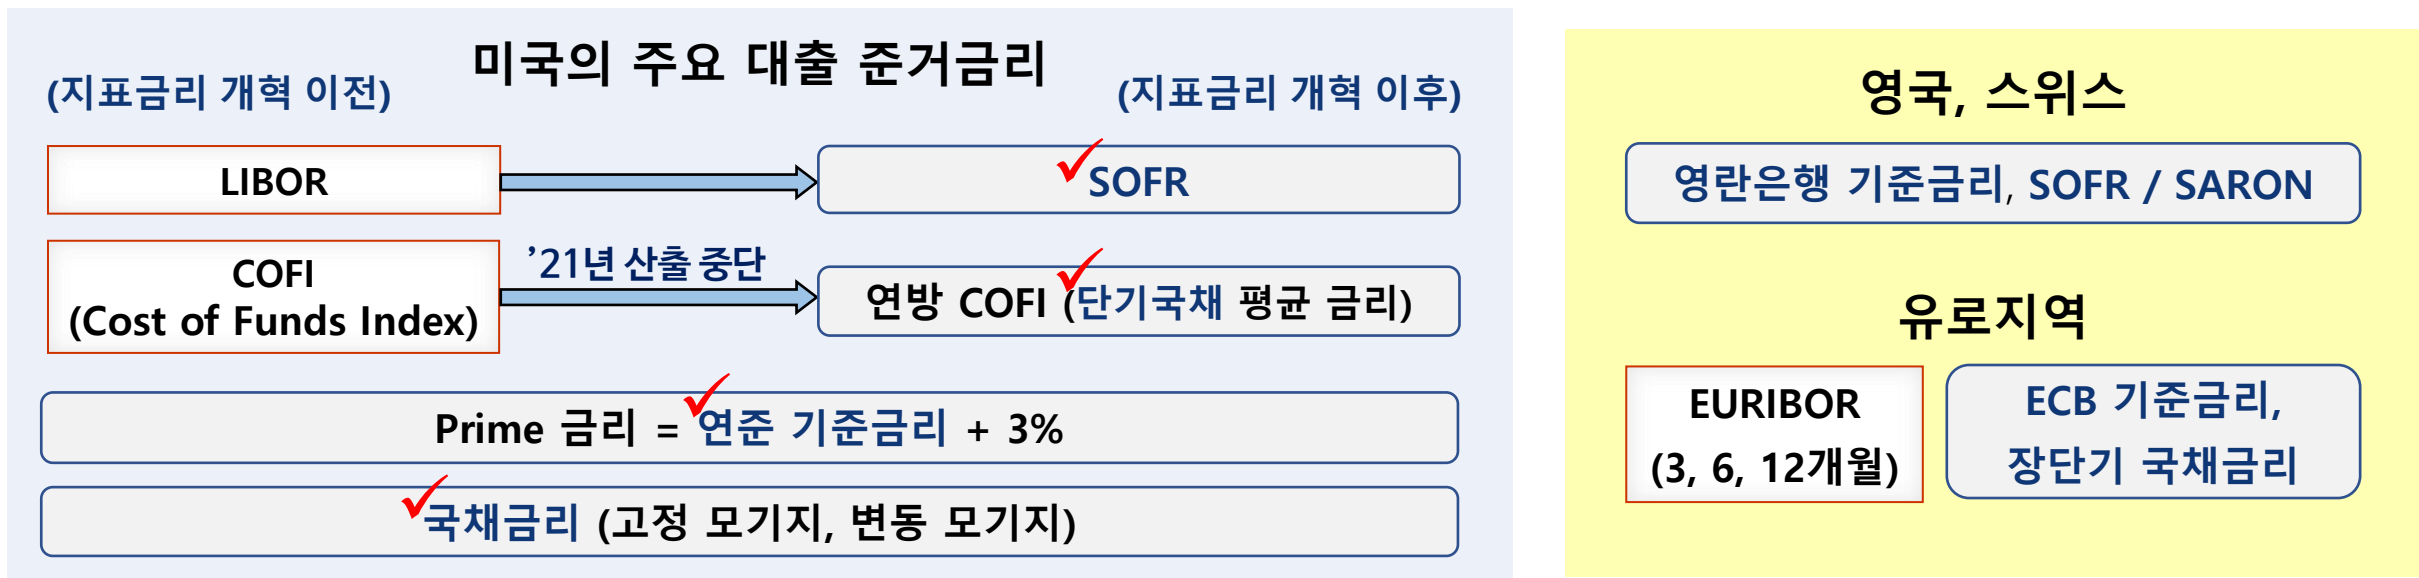 미국의 주요 대출 준거금리
(지표금리 개혁 이전)
(지표금리 개혁 이후)
LIBOR
SOFR
COFI
(Cost of Funds Index)
’21년 산출 중단
연방 COFI (단기국채 평균 금리)
Prime 금리 = 연준 기준금리 + 3%
국채금리 (고정 모기지, 변동 모기지)
영국, 스위스
영란은행 기준금리, SOFR / SARON
유로지역
EURIBOR
(3, 6, 12개월)
ECB 기준금리,
장단기 국채금리